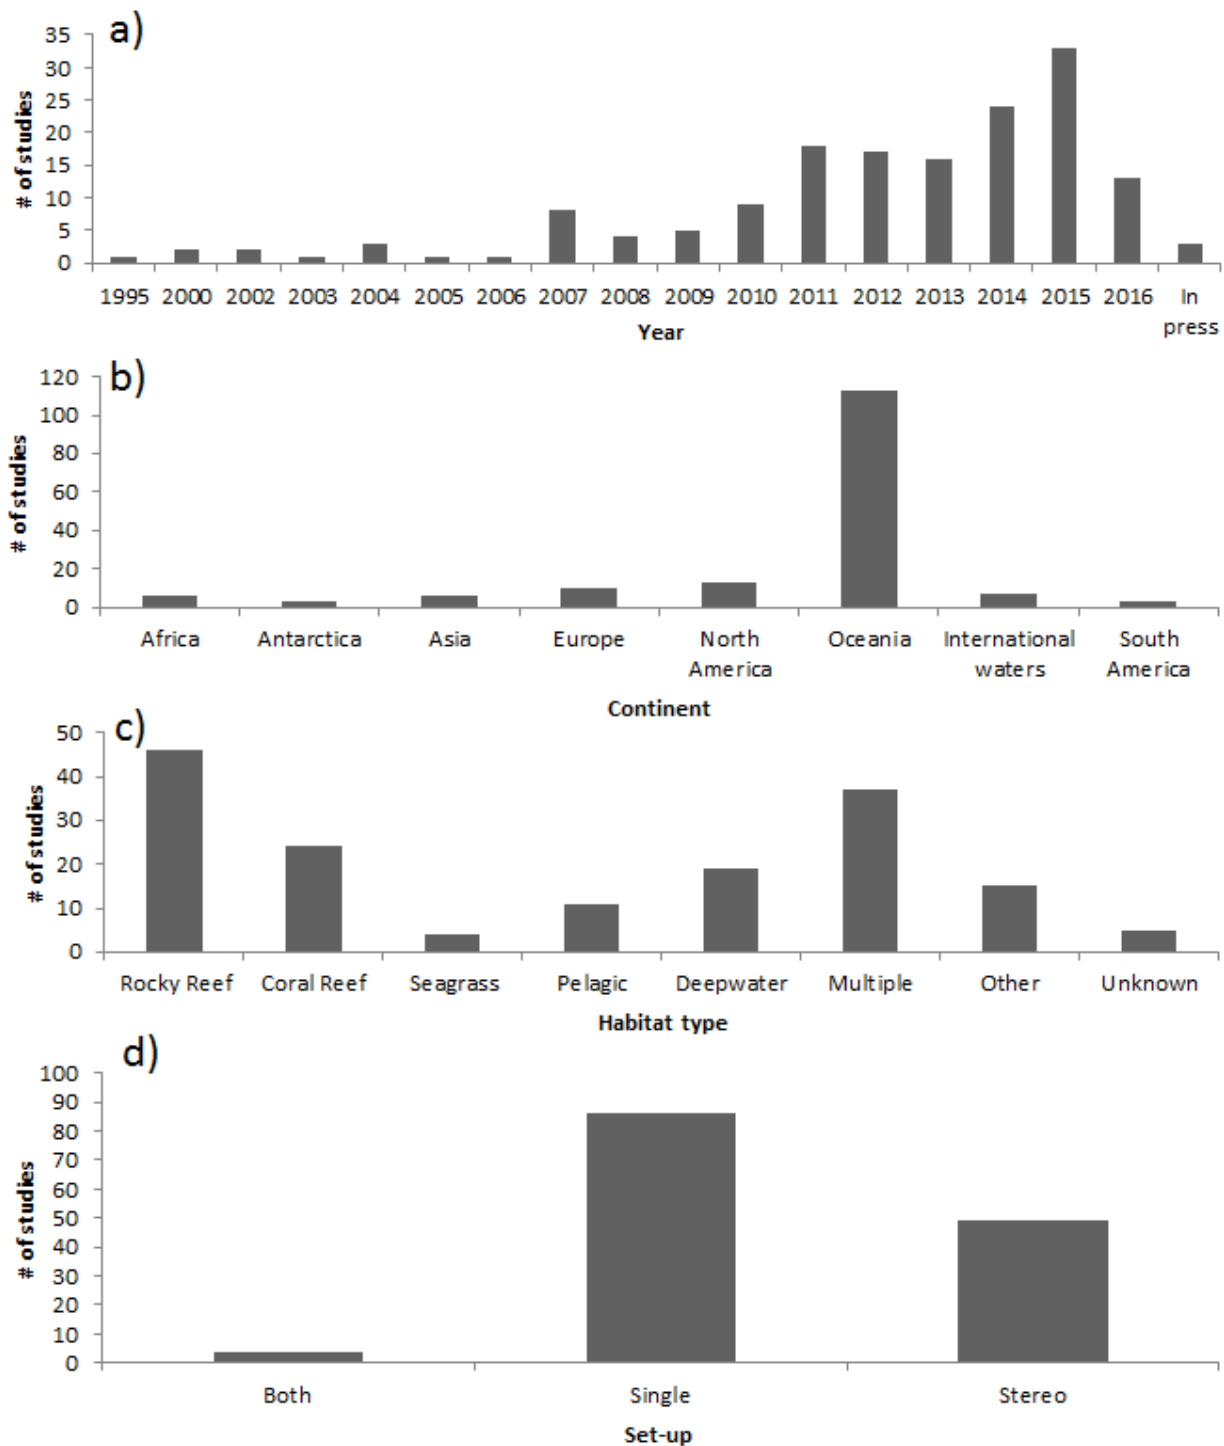 a)
35
30
25
20
15
10
5
0
# of studies
1995 2000 2002 2003 2004 2005 2006 2007 2008 2009 2010 2011 2012 2013 2014 2015 2016 In
press
Year
b)
120
100
80
60
40
20
0
# of studies
Africa Antarctica Asia Europe North Oceania International South
America waters America
Continent
c)
50
40
30
20
10
0
# of studies
Rocky Reef Coral Reef Seagrass Pelagic Deepwater Multiple Other Unknown
Habitat type
d)
100
90
80
70
60
50
40
30
20
10
0
# of studies
Both Single Stereo
Set-up